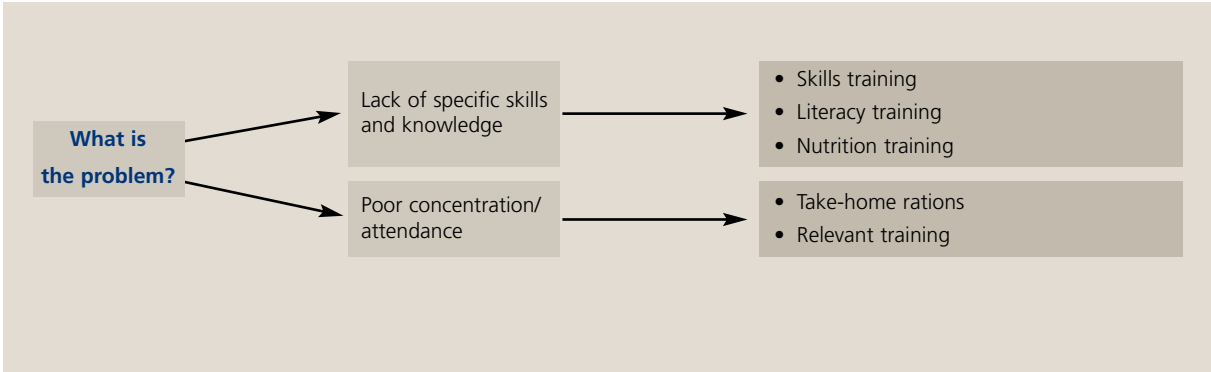 What is
the problem?
Lack of specific skills
and knowledge
• Skills training
• Literacy training
• Nutrition training
Poor concentration/
attendance
• Take-home rations
• Relevant training